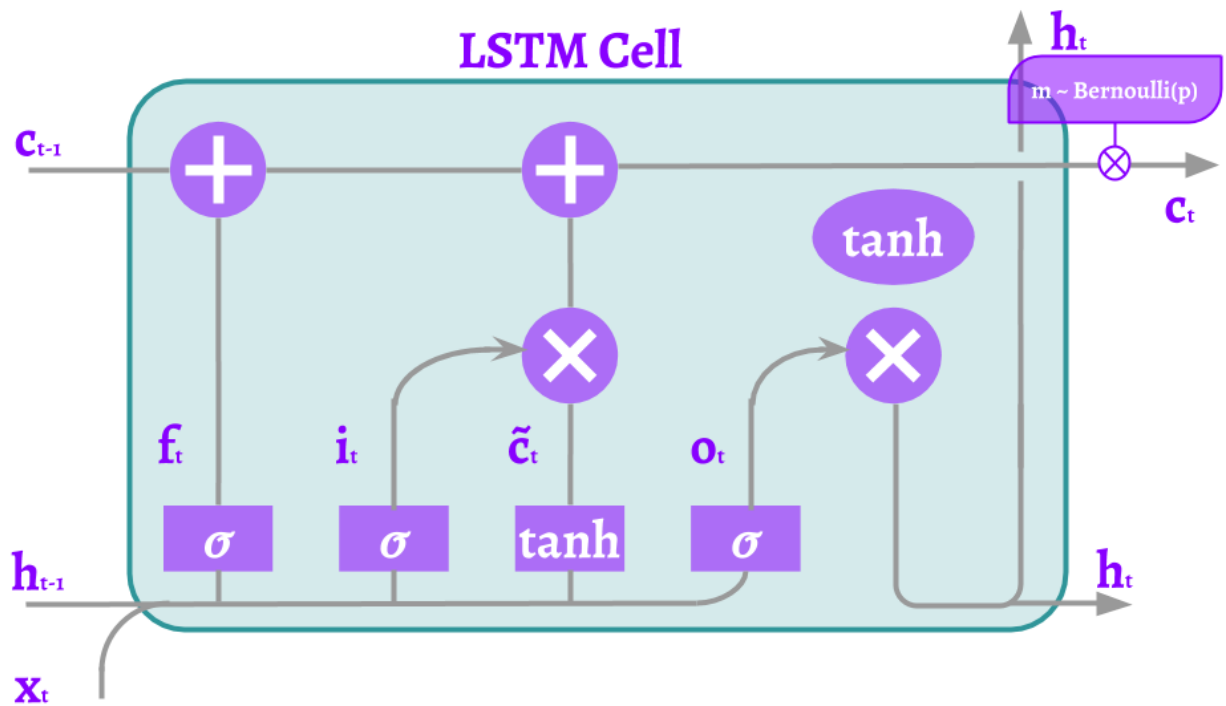 LSTM Cell
hₜ
m ~ Bernoulli(p)
cₜ₋₁
cₜ
tanh
fₜ
iₜ
c̃ₜ
oₜ
σ
σ
tanh
σ
hₜ₋₁
hₜ
xₜ